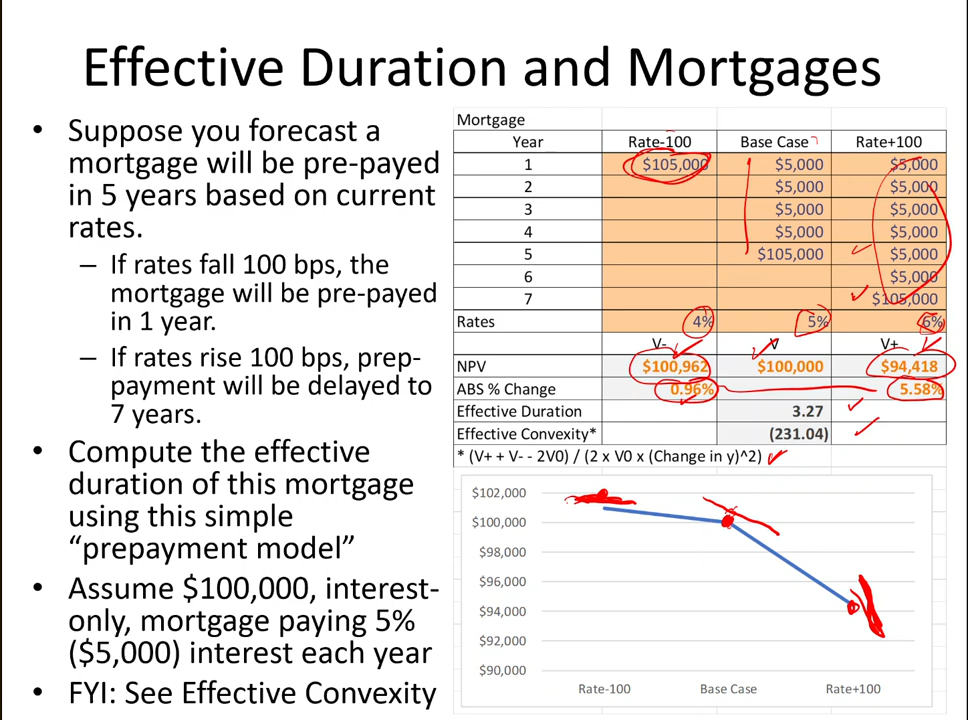 Effective Duration and Mortgages
• Suppose you forecast a
mortgage will be pre-payed
in 5 years based on current
rates.
– If rates fall 100 bps, the
mortgage will be pre-payed
in 1 year.
– If rates rise 100 bps, prep-
payment will be delayed to
7 years.
• Compute the effective
duration of this mortgage
using this simple
“prepayment model”
• Assume $100,000, interest-
only, mortgage paying 5%
($5,000) interest each year
• FYI: See Effective Convexity
Mortgage
Year Rate-100 Base Case Rate+100
1 $105,000 $5,000 $5,000
2 $5,000 $5,000
3 $5,000 $5,000
4 $5,000 $5,000
5 $105,000 $5,000
6 $5,000
7 $105,000
Rates 4% 5% 6%
V- V V+
NPV $100,962 $100,000 $94,418
ABS % Change 0.96% 5.58%
Effective Duration 3.27
Effective Convexity* (231.04)
* (V+ + V- - 2V0) / (2 x V0 x (Change in y)^2)
$102,000
$100,000
$98,000
$96,000
$94,000
$92,000
$90,000
Rate-100 Base Case Rate+100